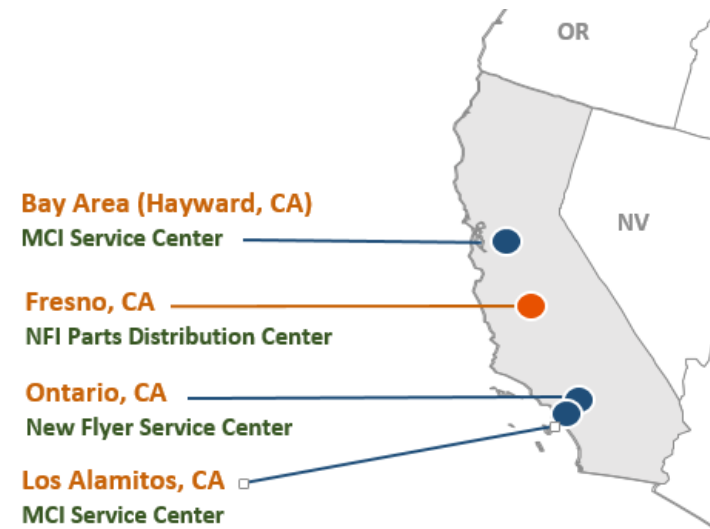 OR
Bay Area (Hayward, CA)
NV
MCI Service Center
Fresno, CA
NFI Parts Distribution Center
Ontario, CA
New Flyer Service Center
Los Alamitos, CA
MCI Service Center